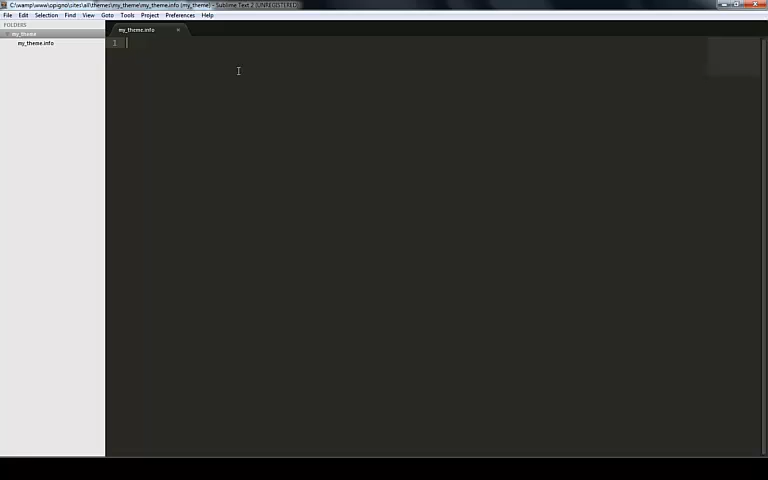 C:\wamp\www\opigno\sites\all\themes\my_theme\my_theme.info (my_theme) - Sublime Text 2 (UNREGISTERED)
File Edit Selection Find View Goto Tools Project Preferences Help
FOLDERS
my_theme
my_theme.info
my_theme.info ×
1